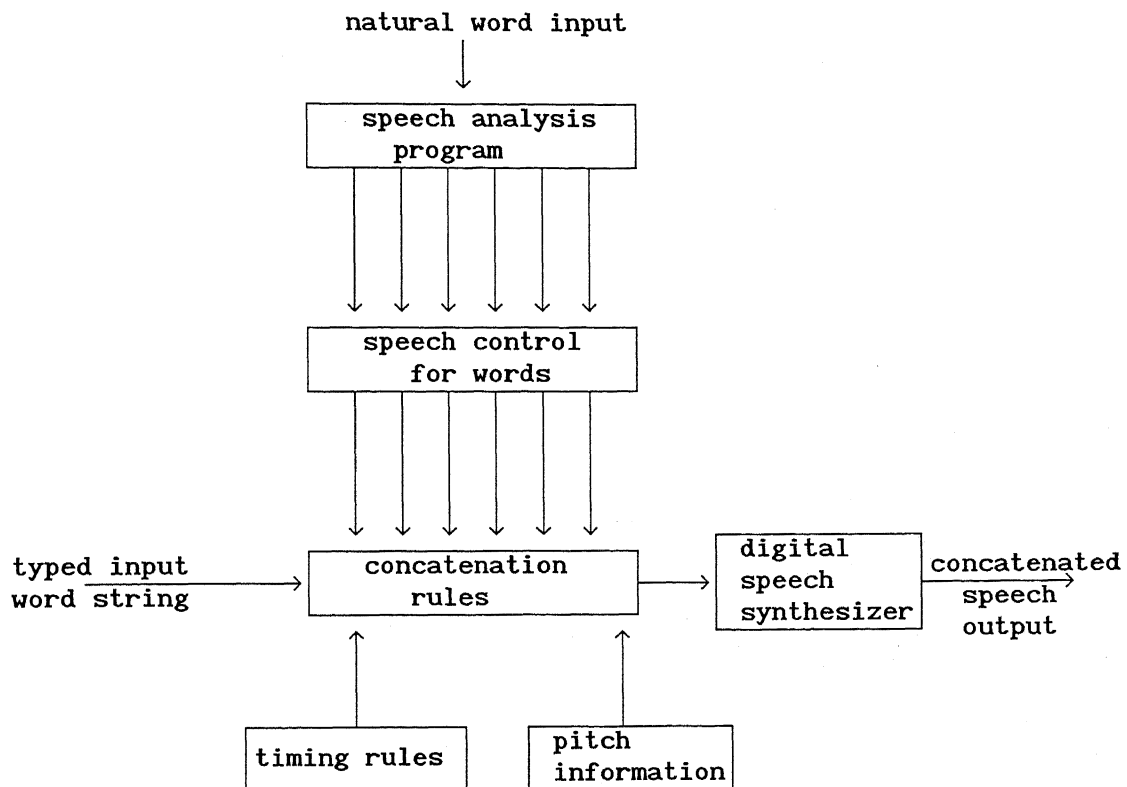 natural word input
speech analysis
program
speech control
for words
typed input
word string
concatenation
rules
digital
speech
synthesizer
concatenated
speech
output
timing rules
pitch
information